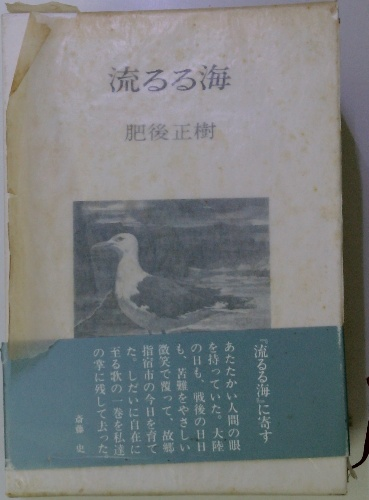 流るる海
肥後正樹
『流るる海』に寄す
あたたかい人間の眼
を持っていた。大陸
の日も、戦後の日日
も、苦難をやさしい
微笑で覆って、故郷
指宿市の今日を育て
た。しだいに自在に
至る歌の一巻を私達
の掌に残して去った。
斎藤 史